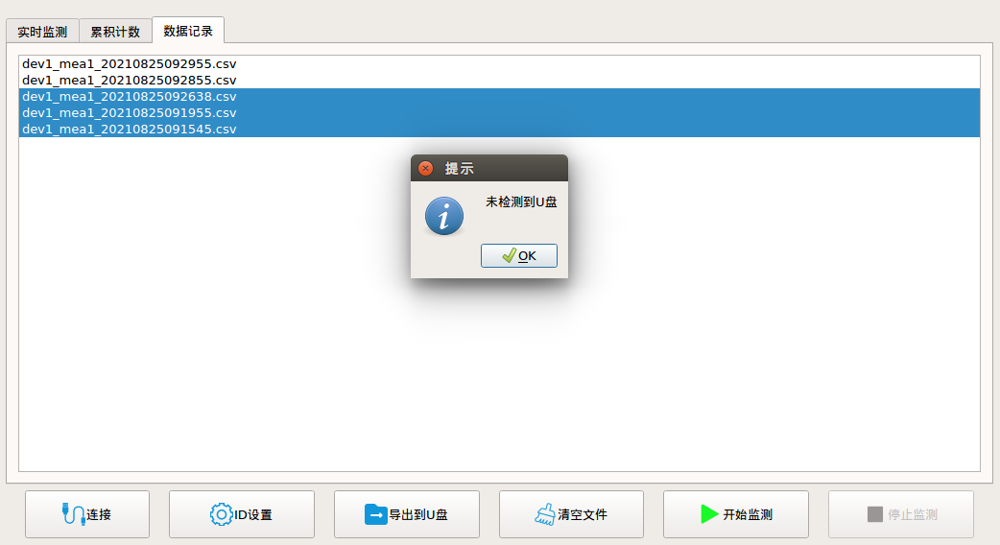 实时监测 累积计数 数据记录
dev1_mea1_20210825092955.csv
dev1_mea1_20210825092855.csv
dev1_mea1_20210825092638.csv
dev1_mea1_20210825091955.csv
dev1_mea1_20210825091545.csv
提示
未检测到U盘
OK
连接 ID设置 导出到U盘 清空文件 开始监测 停止监测